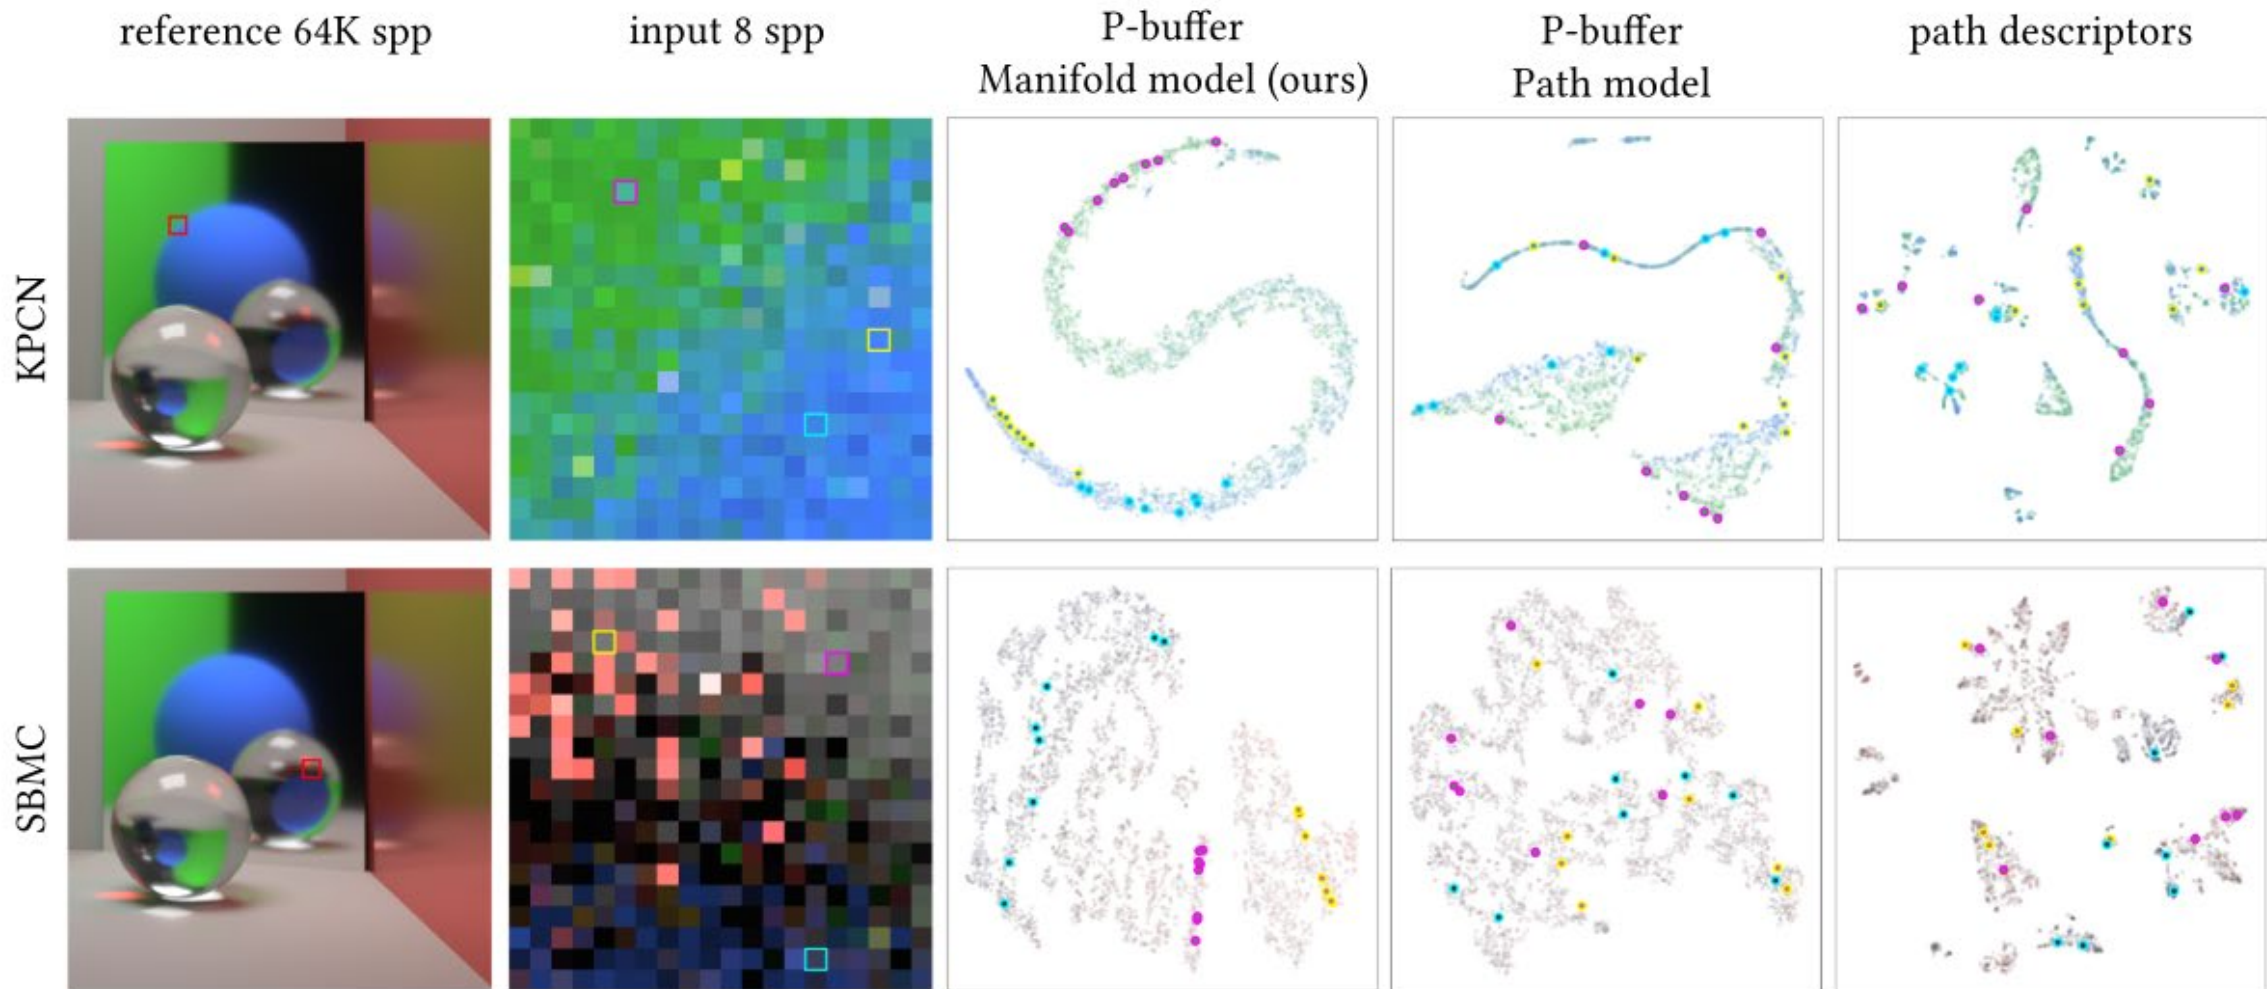 reference 64K spp
input 8 spp
P-buffer
Manifold model (ours)
P-buffer
Path model
path descriptors
KPCN
SBMC